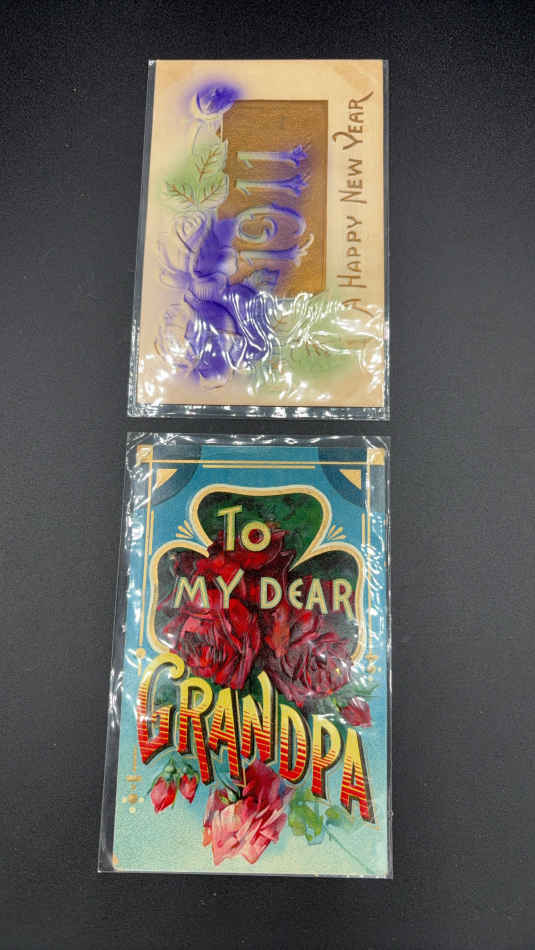 1911
A HAPPY NEW YEAR
TO
MY DEAR
GRANDPA